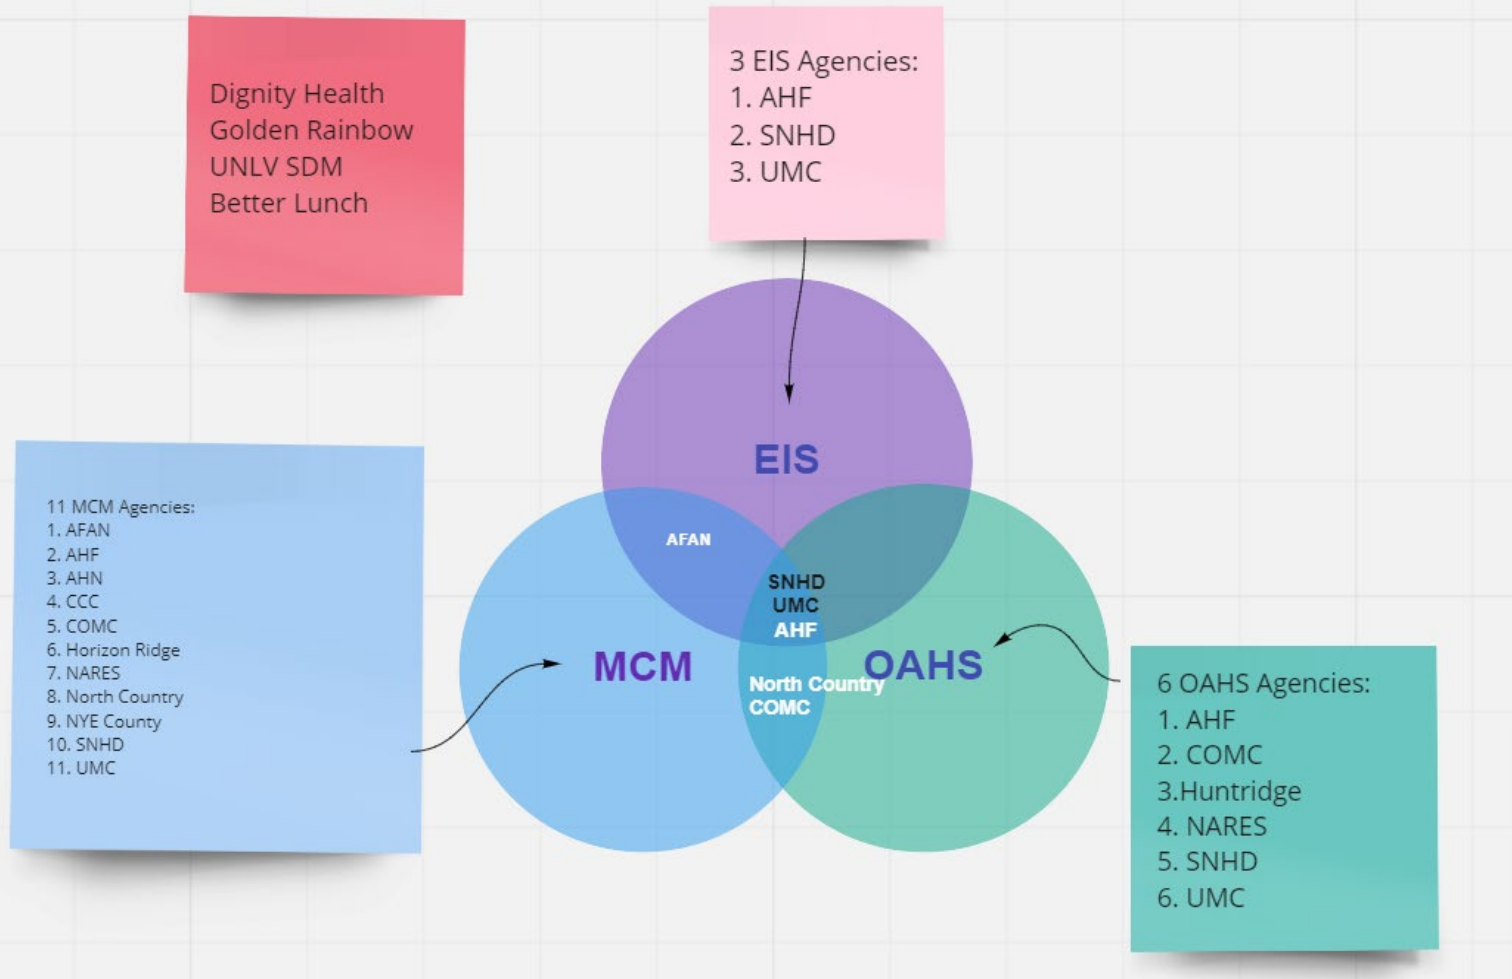 Dignity Health
Golden Rainbow
UNLV SDM
Better Lunch
3 EIS Agencies:
1. AHF
2. SNHD
3. UMC
11 MCM Agencies:
1. AFAN
2. AHF
3. AHN
4. CCC
5. COMC
6. Horizon Ridge
7. NARES
8. North Country
9. NYE County
10. SNHD
11. UMC
EIS
AFAN
SNHD
UMC
AHF
MCM
OAHS
North Country
COMC
6 OAHS Agencies:
1. AHF
2. COMC
3.Huntridge
4. NARES
5. SNHD
6. UMC